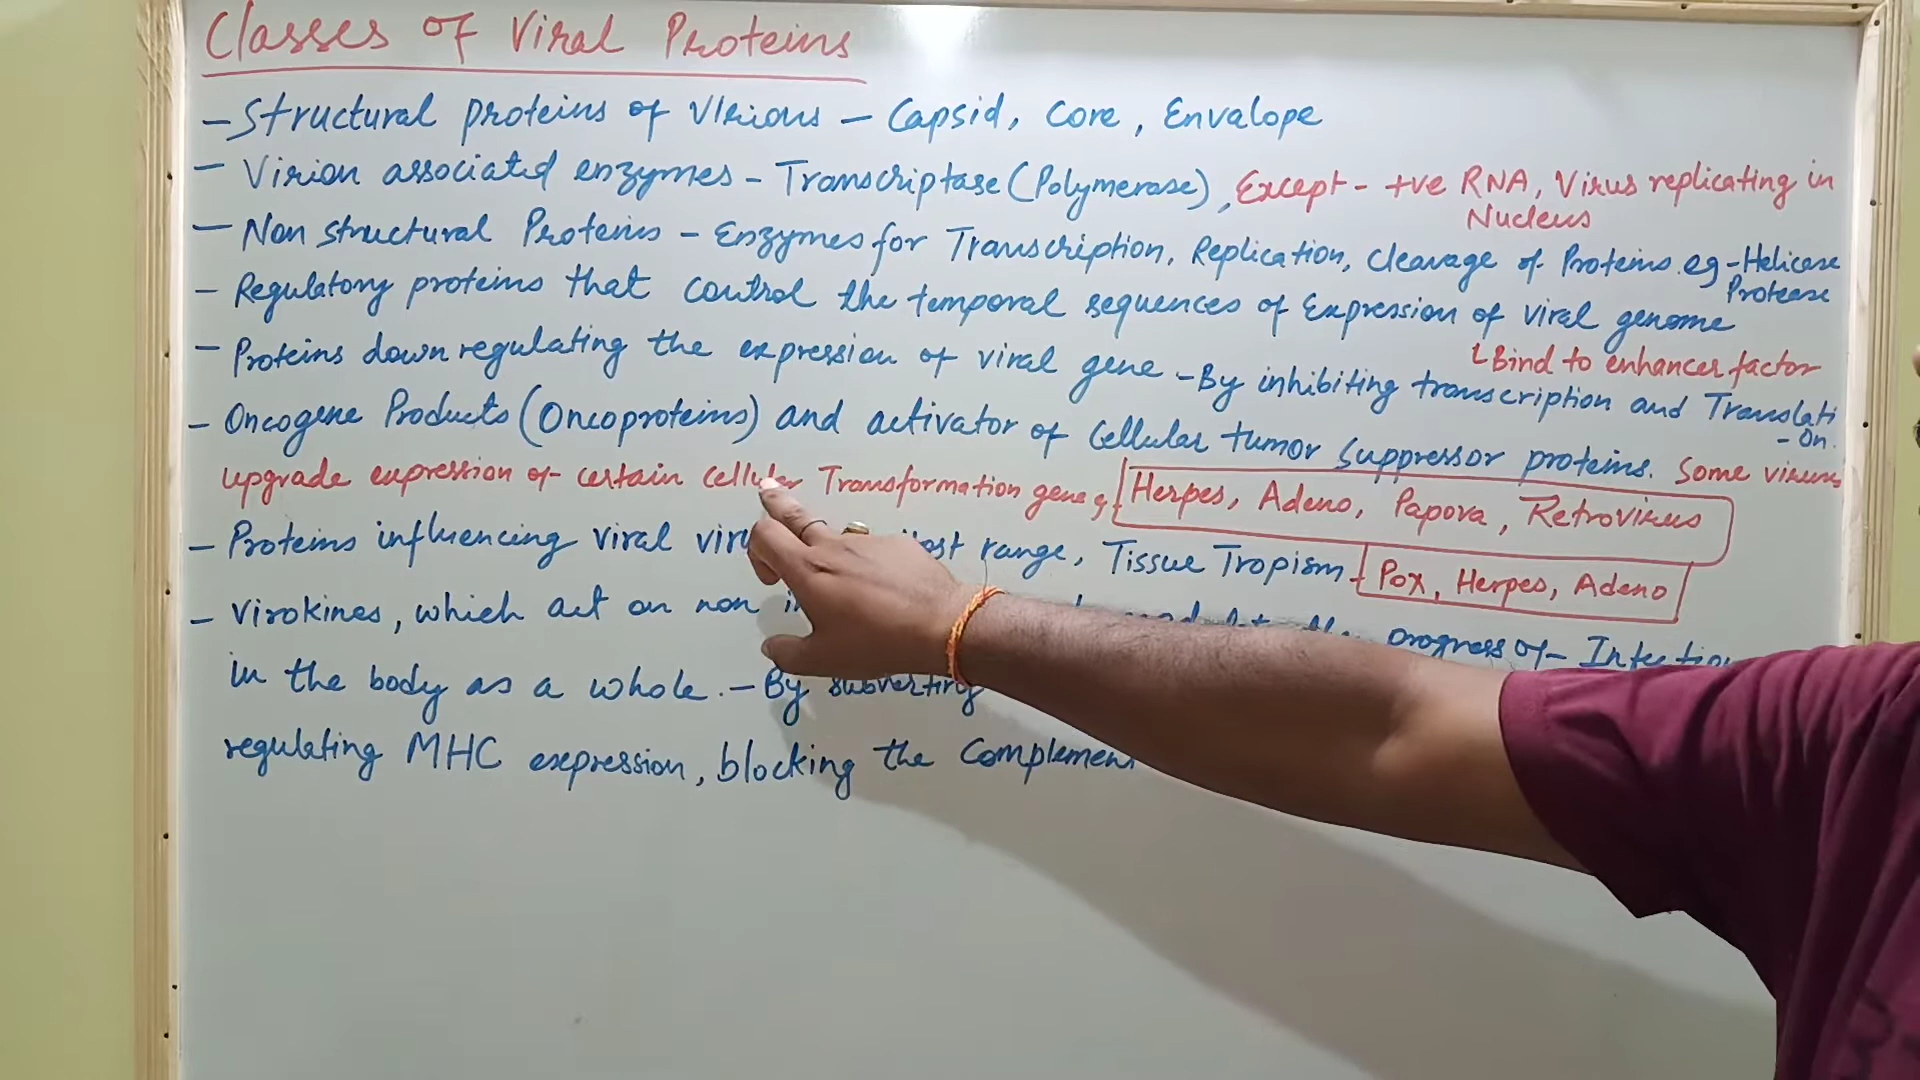 Classes of Viral Proteins
- Structural proteins of Virions - Capsid, Core, Envalope
- Virion associated enzymes - Transcriptase (Polymerase), Except - +ve RNA, Virus replicating in
Nucleus
- Non structural Proteins - Enzymes for Transcription, Replication, Cleavage of Proteins. eg - Helicase
Protease
- Regulatory proteins that control the temporal sequences of Expression of viral genome
Bind to enhancer factor
- Proteins down regulating the expression of viral gene - By inhibiting transcription and Translati
- on.
- Oncogene Products (Oncoproteins) and activator of Cellular tumor Suppressor proteins. Some viruses
upgrade expression of certain cellular Transformation gene eg Herpes, Adeno, Papova, Retrovirus
- Proteins influencing viral Host range, Tissue Tropism - Pox, Herpes, Adeno
- Virokines, which act on non the progress of Infection
in the body as a whole. - By subverting
regulating MHC expression, blocking the Complement